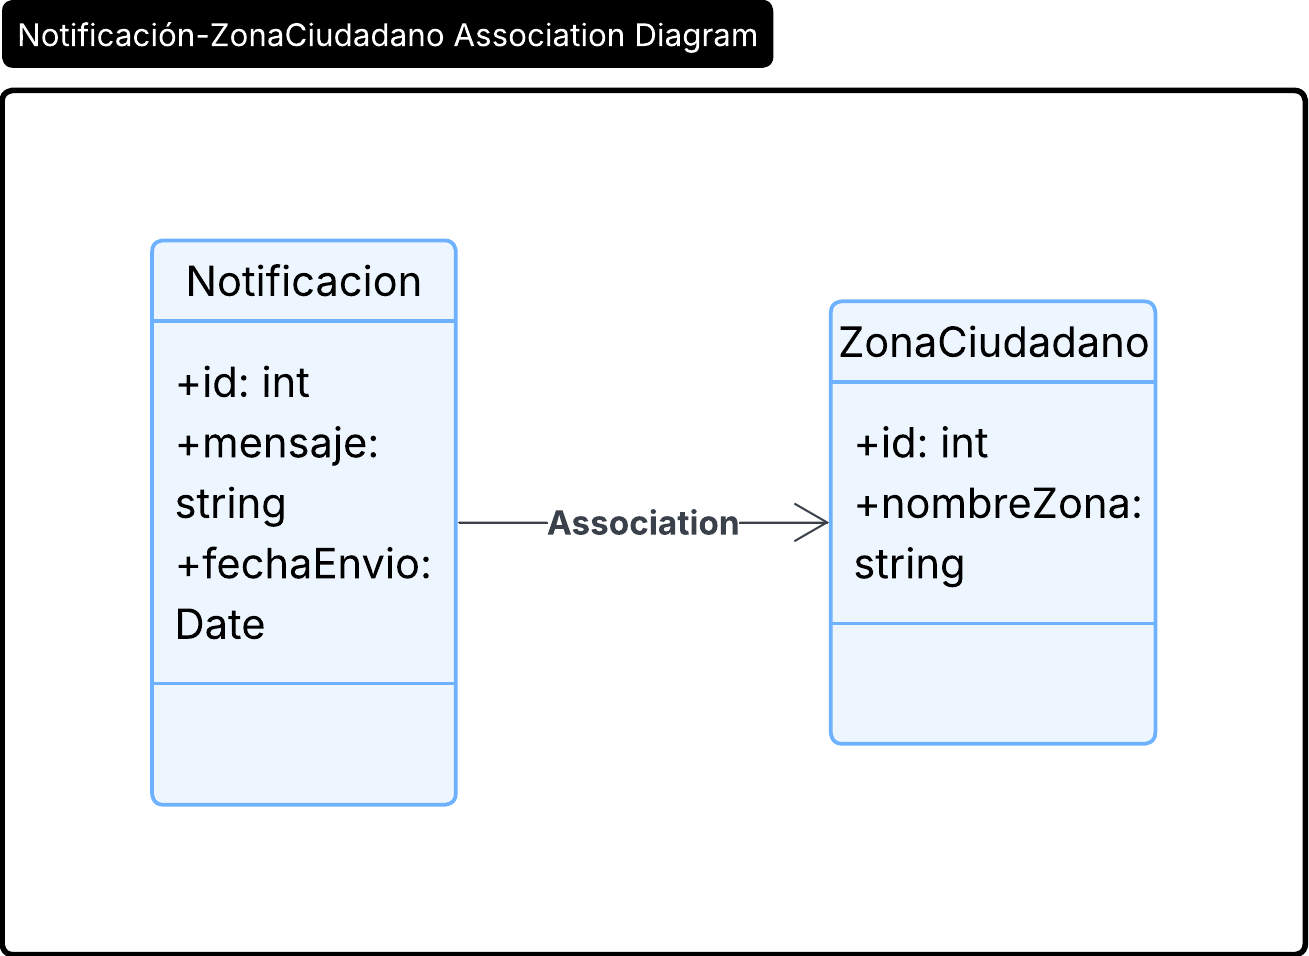 Notificación-ZonaCiudadano Association Diagram
Notificacion
+id: int
+mensaje:
string
+fechaEnvio:
Date
Association
ZonaCiudadano
+id: int
+nombreZona:
string